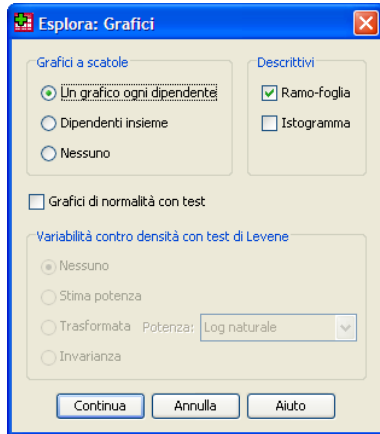 Esplora: Grafici
Grafici a scatole
Un grafico ogni dipendente
Dipendenti insieme
Nessuno
Descrittivi
Ramo-foglia
Istogramma
Grafici di normalità con test
Variabilità contro densità con test di Levene
Nessuno
Stima potenza
Trasformata Potenza: Log naturale
Invarianza
Continua Annulla Aiuto